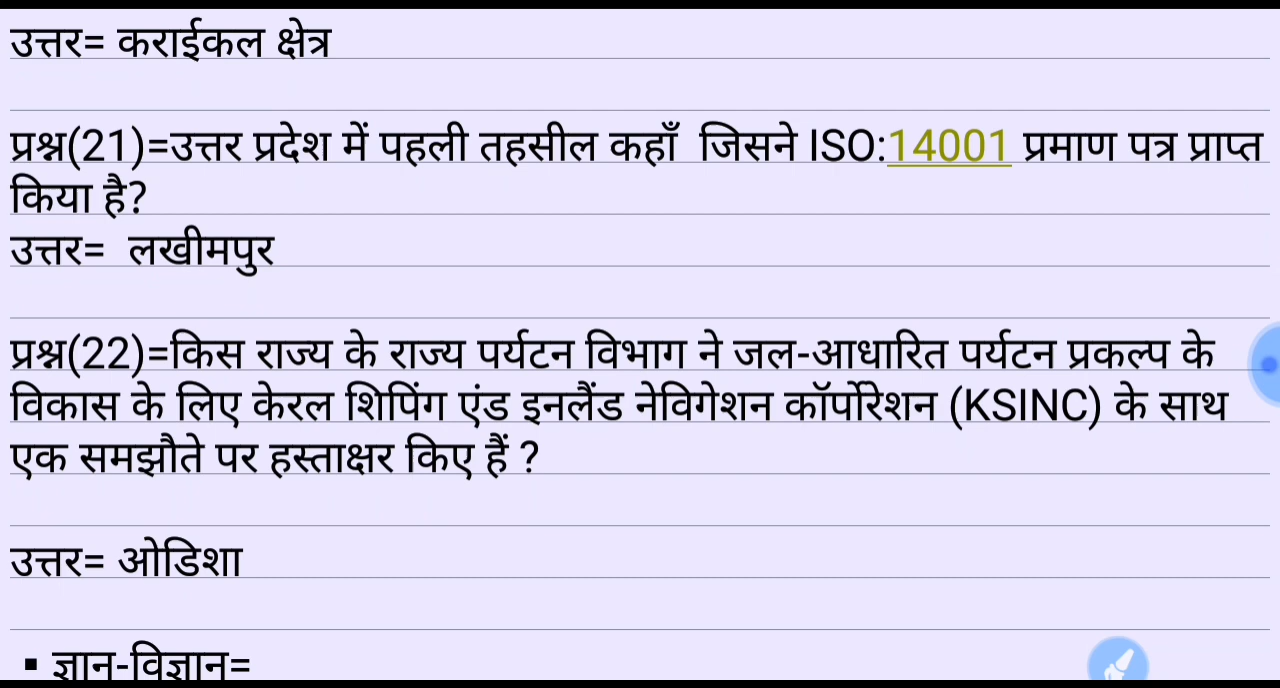 उत्तर= कराईकल क्षेत्र
प्रश्न(21)=उत्तर प्रदेश में पहली तहसील कहाँ जिसने ISO:14001 प्रमाण पत्र प्राप्त
किया है?
उत्तर= लखीमपुर
प्रश्न(22)=किस राज्य के राज्य पर्यटन विभाग ने जल-आधारित पर्यटन प्रकल्प के
विकास के लिए केरल शिपिंग एंड इनलैंड नेविगेशन कॉर्पोरेशन (KSINC) के साथ
एक समझौते पर हस्ताक्षर किए हैं ?
उत्तर= ओडिशा
▪ ज्ञान-विज्ञान=